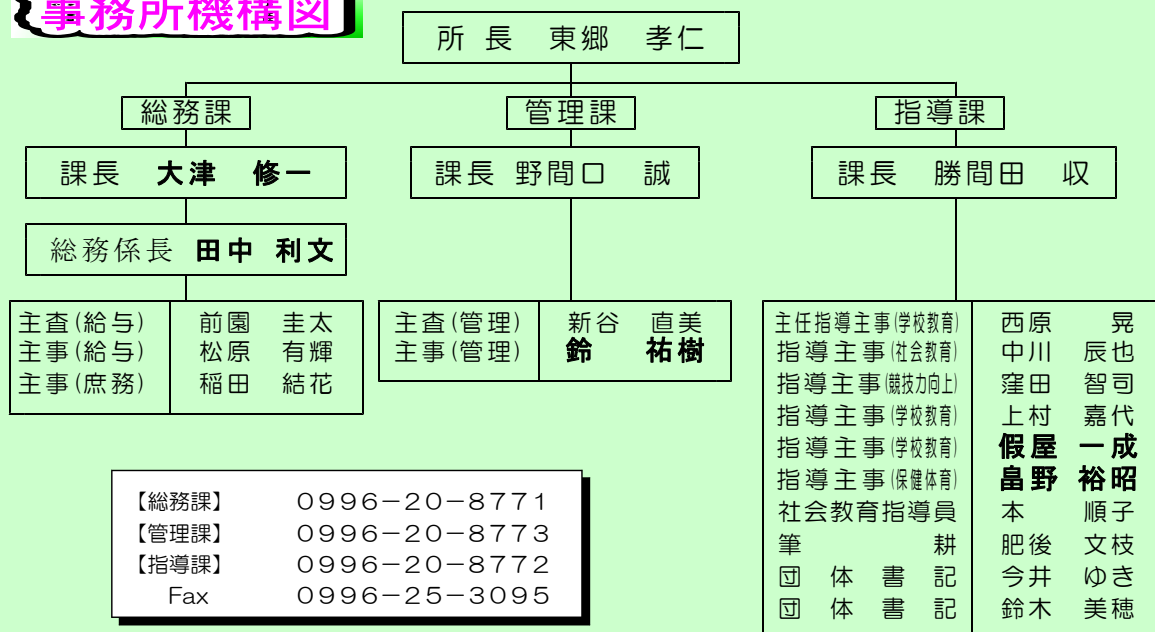 事務所機構図
所 長　東郷　孝仁
総務課
管理課
指導課
課長　大津　修一
課長 野間口　誠
課長　勝間田　収
総務係長 田中 利文
主査(給与)　前園　圭太
主事(給与)　松原　有輝
主事(庶務)　稲田　結花
主査(管理)　新谷　直美
主事(管理)　鈴　祐樹
主任指導主事(学校教育)　西原　晃
指導主事(社会教育)　中川　辰也
指導主事(競技力向上)　窪田　智司
指導主事(学校教育)　上村　嘉代
指導主事(学校教育)　假屋　一成
指導主事(保健体育)　畠野　裕昭
社会教育指導員　本　順子
筆　耕　肥後　文枝
団 体 書 記　今井　ゆき
団 体 書 記　鈴木　美穂
【総務課】　0996－20－8771
【管理課】　0996－20－8773
【指導課】　0996－20－8772
Fax　0996－25－3095